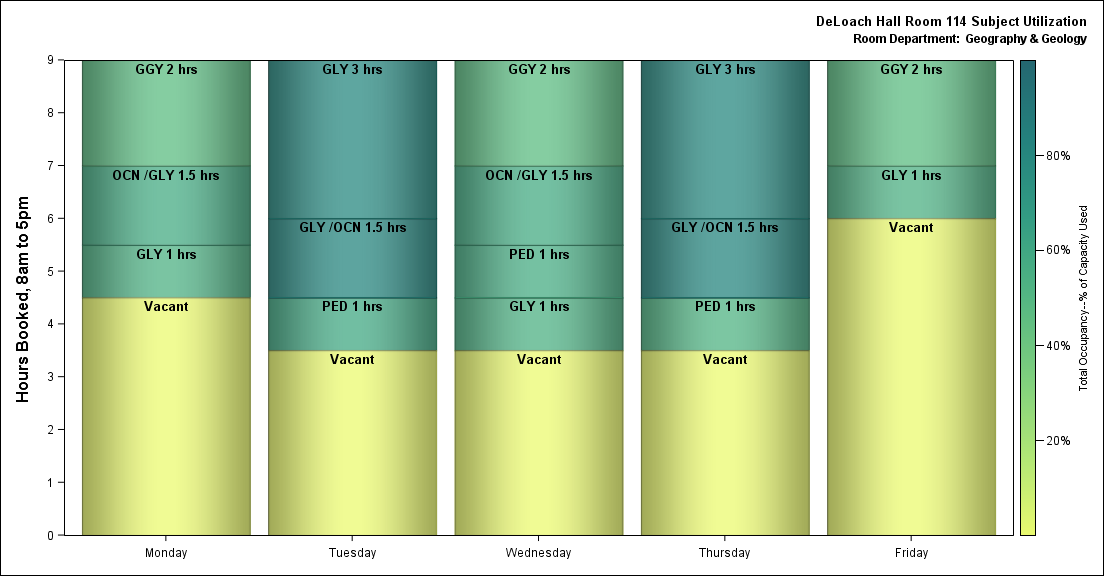 DeLoach Hall Room 114 Subject Utilization
Room Department: Geography & Geology
Hours Booked, 8am to 5pm
9
8
7
6
5
4
3
2
1
0
GGY 2 hrs
OCN /GLY 1.5 hrs
GLY 1 hrs
Vacant
GLY 3 hrs
GLY /OCN 1.5 hrs
PED 1 hrs
Vacant
GGY 2 hrs
OCN /GLY 1.5 hrs
PED 1 hrs
GLY 1 hrs
Vacant
GLY 3 hrs
GLY /OCN 1.5 hrs
PED 1 hrs
Vacant
GGY 2 hrs
GLY 1 hrs
Vacant
Monday
Tuesday
Wednesday
Thursday
Friday
80%
60%
40%
20%
Total Occupancy--% of Capacity Used